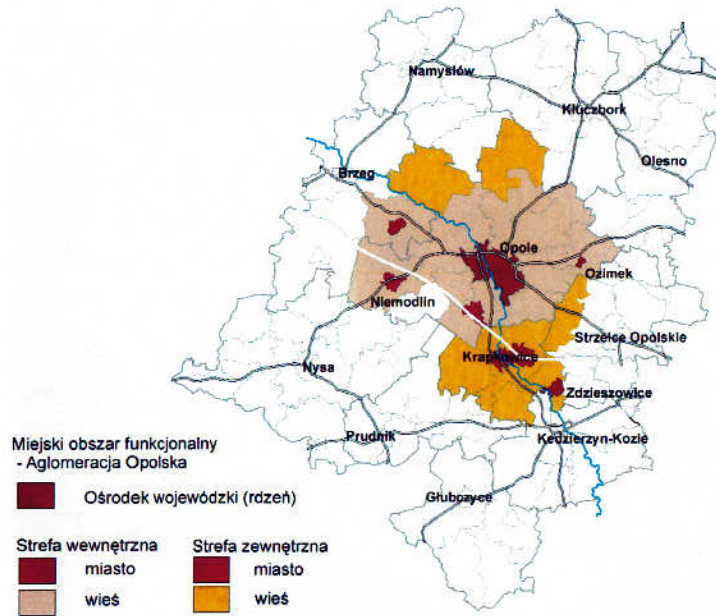 Namysłów
Kluczbork
Olesno
Brzeg
Opole
Ozimek
Niemodlin
Strzelce Opolskie
Krapkowice
Nysa
Zdzieszowice
Prudnik
Kędzierzyn-Koźle
Głubczyce
Miejski obszar funkcjonalny
- Aglomeracja Opolska
Ośrodek wojewódzki (rdzeń)
Strefa wewnętrzna
miasto
wieś
Strefa zewnętrzna
miasto
wieś